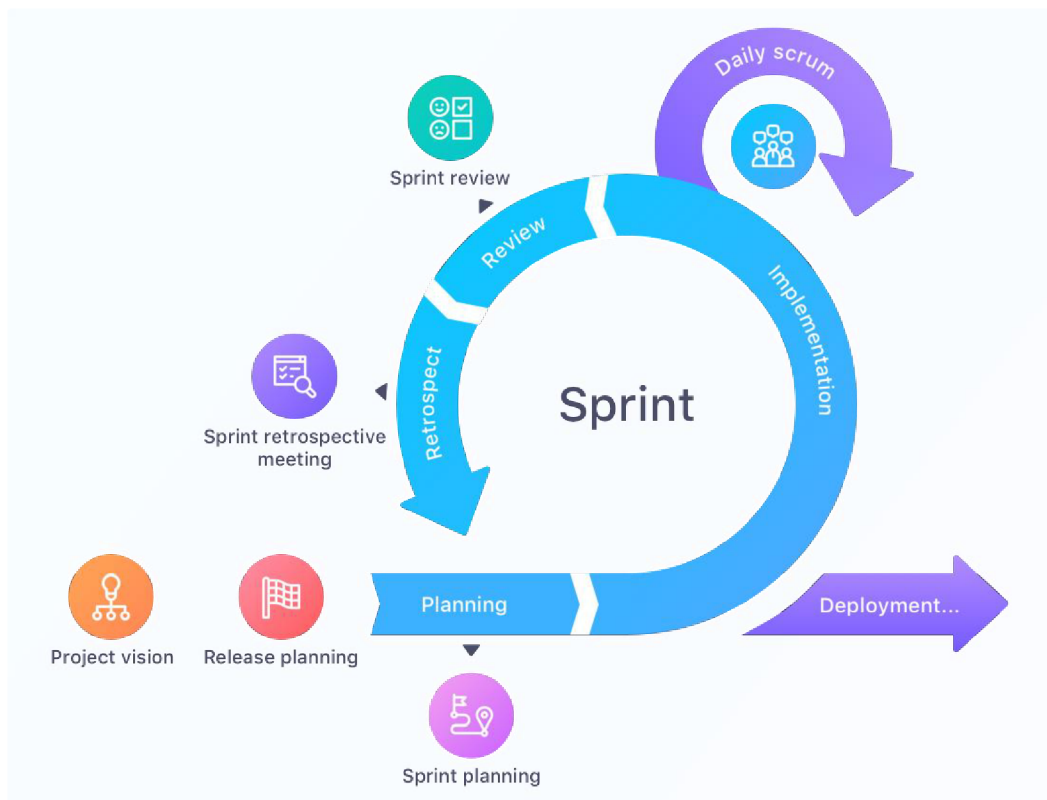 Daily scrum
Sprint review
Review
Implementation
Retrospect
Sprint
Sprint retrospective
meeting
Planning
Deployment...
Project vision
Release planning
Sprint planning